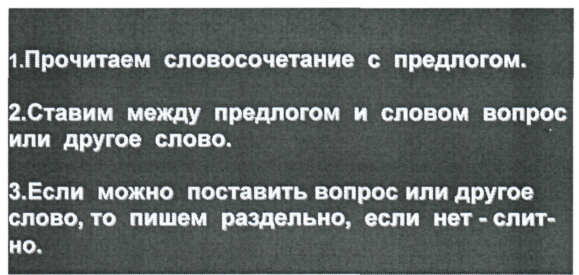 1.Прочитаем словосочетание с предлогом.
2.Ставим между предлогом и словом вопрос
или другое слово.
3.Если можно поставить вопрос или другое
слово, то пишем раздельно, если нет - слит-
но.